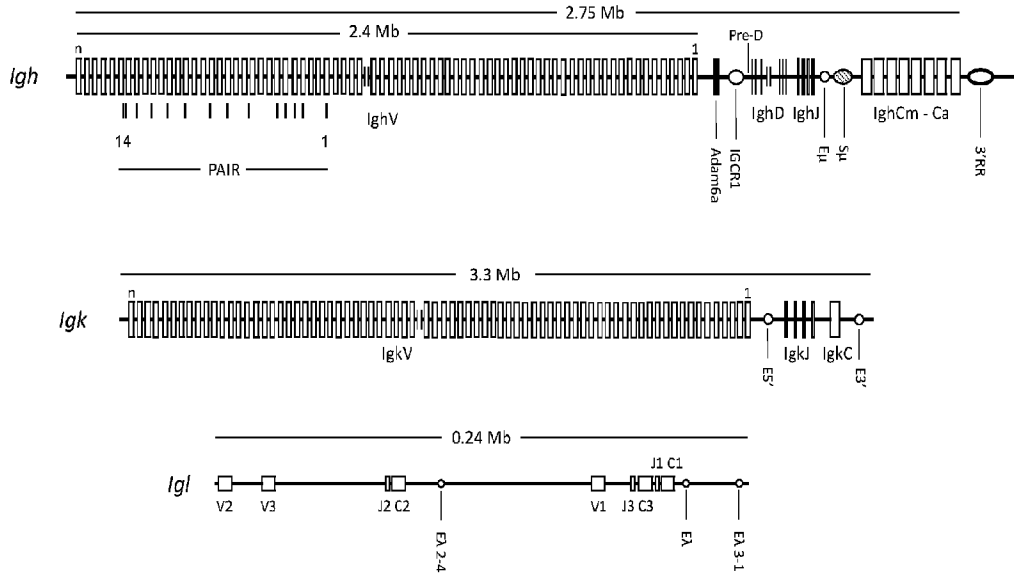 2.75 Mb
2.4 Mb
n
1
Pre-D
Igh
IghV
IghD
IghJ
IghCm - Ca
14
1
PAIR
Adam6a
IGCR1
Eμ
Sμ
3'RR
3.3 Mb
n
1
Igk
IgkV
IgkJ
IgkC
E5'
E3'
0.24 Mb
J1 C1
Igl
V2
V3
J2 C2
V1
J3 C3
Eλ 2-4
Eλ
Eλ 3-1